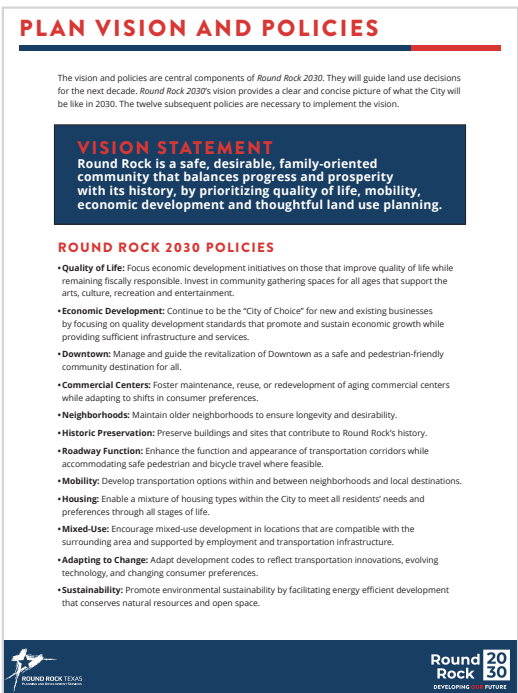 PLAN VISION AND POLICIES
The vision and policies are central components of Round Rock 2030. They will guide land use decisions
for the next decade. Round Rock 2030's vision provides a clear and concise picture of what the City will
be like in 2030. The twelve subsequent policies are necessary to implement the vision.
VISION STATEMENT
Round Rock is a safe, desirable, family-oriented
community that balances progress and prosperity
with its history, by prioritizing quality of life, mobility,
economic development and thoughtful land use planning.
ROUND ROCK 2030 POLICIES
•Quality of Life: Focus economic development initiatives on those that improve quality of life while
remaining fiscally responsible. Invest in community gathering spaces for all ages that support the
arts, culture, recreation and entertainment.
•Economic Development: Continue to be the "City of Choice" for new and existing businesses
by focusing on quality development standards that promote and sustain economic growth while
providing sufficient infrastructure and services.
•Downtown: Manage and guide the revitalization of Downtown as a safe and pedestrian-friendly
community destination for all.
•Commercial Centers: Foster maintenance, reuse, or redevelopment of aging commercial centers
while adapting to shifts in consumer preferences.
•Neighborhoods: Maintain older neighborhoods to ensure longevity and desirability.
•Historic Preservation: Preserve buildings and sites that contribute to Round Rock's history.
•Roadway Function: Enhance the function and appearance of transportation corridors while
accommodating safe pedestrian and bicycle travel where feasible.
•Mobility: Develop transportation options within and between neighborhoods and local destinations.
•Housing: Enable a mixture of housing types within the City to meet all residents' needs and
preferences through all stages of life.
•Mixed-Use: Encourage mixed-use development in locations that are compatible with the
surrounding area and supported by employment and transportation infrastructure.
•Adapting to Change: Adapt development codes to reflect transportation innovations, evolving
technology, and changing consumer preferences.
•Sustainability: Promote environmental sustainability by facilitating energy efficient development
that conserves natural resources and open space.
ROUND ROCK TEXAS
PLANNING AND DEVELOPMENT SERVICES
Round 20
Rock 30
DEVELOPING OUR FUTURE